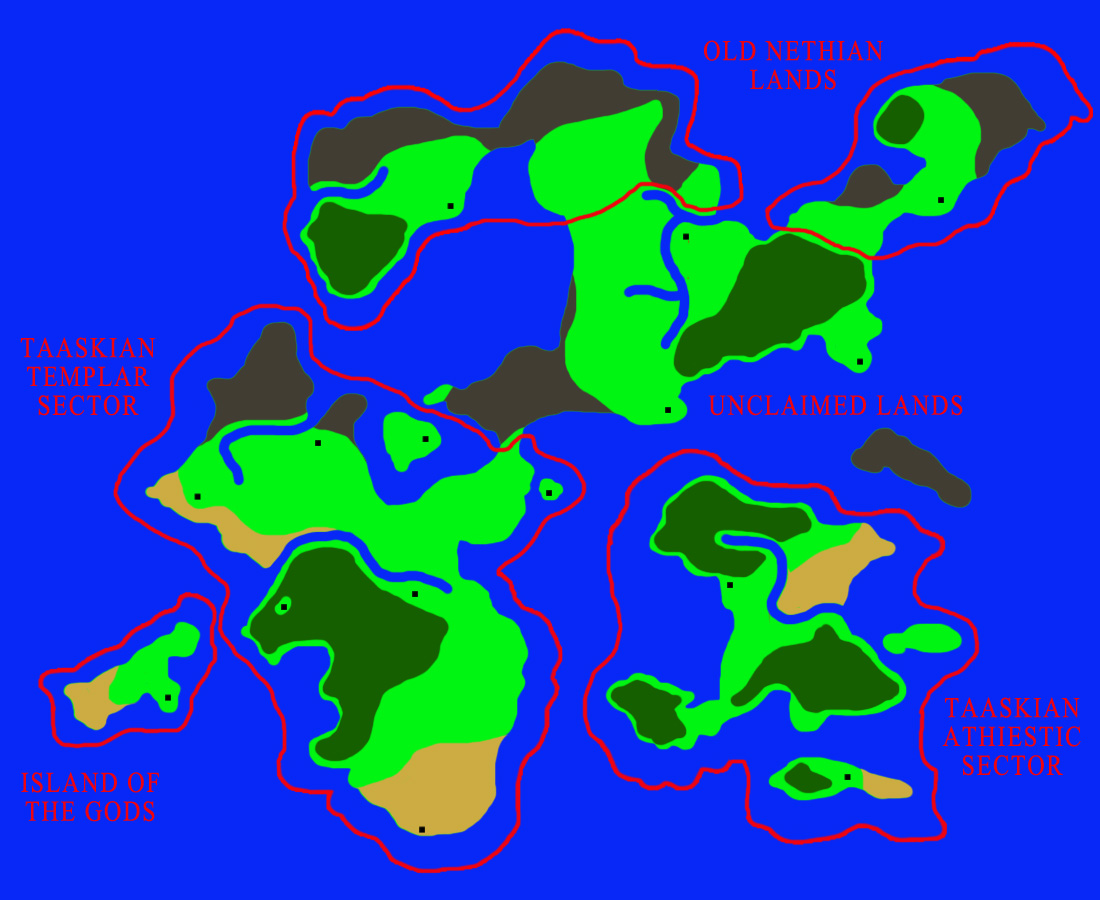 OLD NETHIAN
LANDS
TAASKIAN
TEMPLAR
SECTOR
UNCLAIMED LANDS
TAASKIAN
ATHIESTIC
SECTOR
ISLAND OF
THE GODS